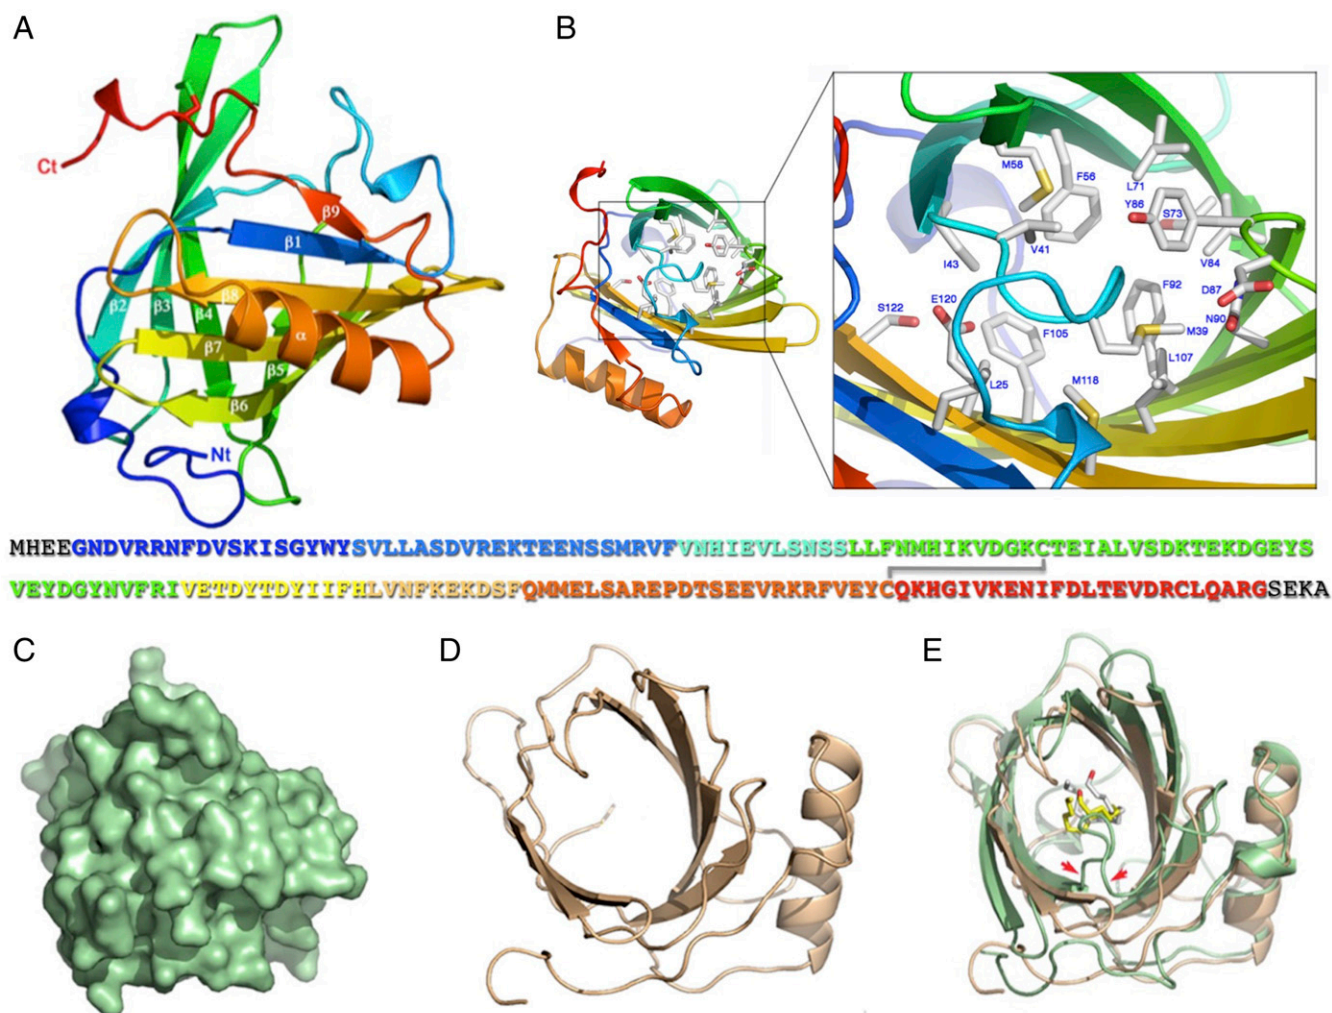 A
B
Ct
β9
β1
β2
β3
β8
β4
α
β7
β5
β6
Nt
M58
F56
L71
Y86
S73
V41
I43
V84
F92
D87
S122
E120
N90
F105
M39
L107
L25
M118
MHEEGNDVRRNFDVSKISGYWYSVLLASDVREKTEENSSMRVFVNHIEVLSNSSLLFNMHIKVDGKCTEIALVSDKTEKDGEYS
VEYDGYNVFRIVETDYTDYIIFHLVNFKEKDSFQMMELSAREPDTSEEVRKRFVEYCQKHGIVKENIFDLTEVDRCLQARGSEKA
C
D
E